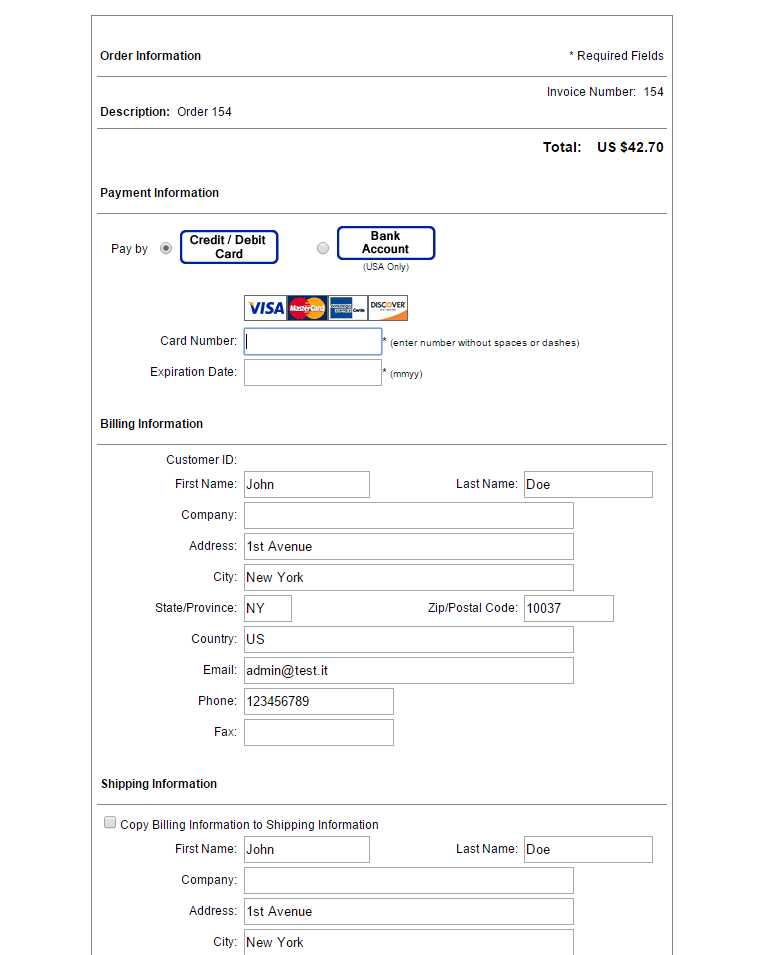 Order Information * Required Fields
Invoice Number: 154
Description: Order 154
Total: US $42.70
Payment Information
Pay by Credit / Debit Card Bank Account
(USA Only)
VISA MasterCard AMERICAN EXPRESS Cards DISCOVER
Card Number: * (enter number without spaces or dashes)
Expiration Date: * (mmyy)
Billing Information
Customer ID:
First Name: John Last Name: Doe
Company:
Address: 1st Avenue
City: New York
State/Province: NY Zip/Postal Code: 10037
Country: US
Email: admin@test.it
Phone: 123456789
Fax:
Shipping Information
Copy Billing Information to Shipping Information
First Name: John Last Name: Doe
Company:
Address: 1st Avenue
City: New York